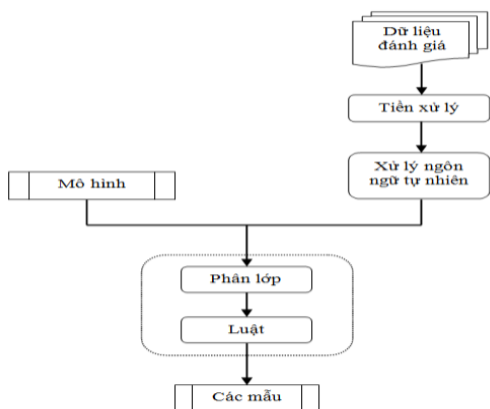 Dữ liệu
đánh giá
Tiền xử lý
Xử lý ngôn
ngữ tự nhiên
Mô hình
Phân lớp
Luật
Các mẫu